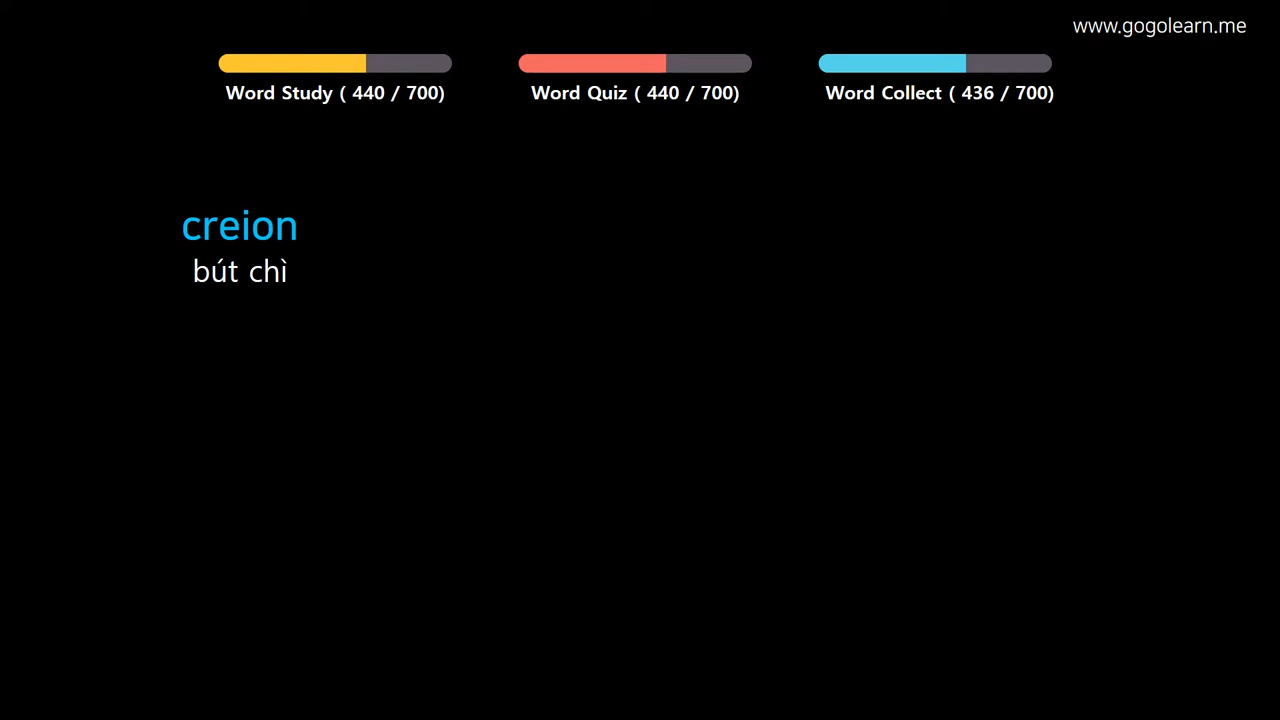 www.gogolearn.me
Word Study ( 440 / 700)
Word Quiz ( 440 / 700)
Word Collect ( 436 / 700)
creion
bút chì